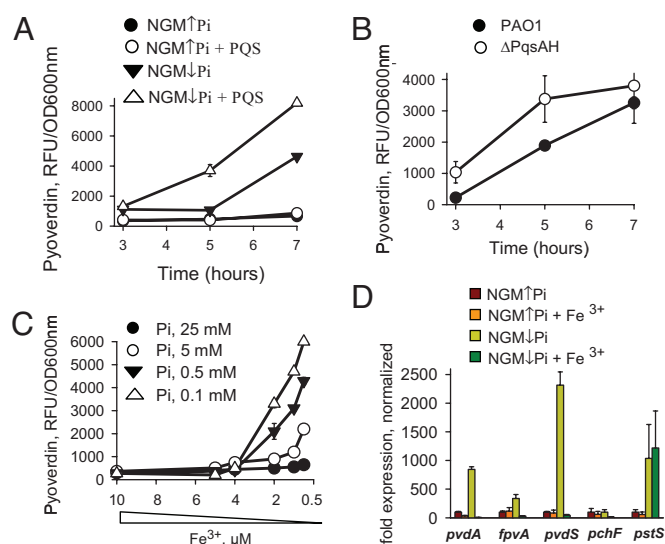 A
NGM↑Pi
NGM↑Pi + PQS
NGM↓Pi
NGM↓Pi + PQS
Pyoverdin, RFU/OD600nm
8000
6000
4000
2000
0
3 4 5 6 7
Time (hours)
B
PAO1
ΔPqsAH
Pyoverdin, RFU/OD600nm
4000
3000
2000
1000
0
3 4 5 6 7
Time (hours)
C
Pi, 25 mM
Pi, 5 mM
Pi, 0.5 mM
Pi, 0.1 mM
Pyoverdin, RFU/OD600nm
6000
5000
4000
3000
2000
1000
0
10 8 6 4 2 0.5
Fe³⁺, µM
D
NGM↑Pi
NGM↑Pi + Fe ³⁺
NGM↓Pi
NGM↓Pi + Fe ³⁺
fold expression, normalized
2500
2000
1500
1000
500
0
pvdA fpvA pvdS pchF pstS